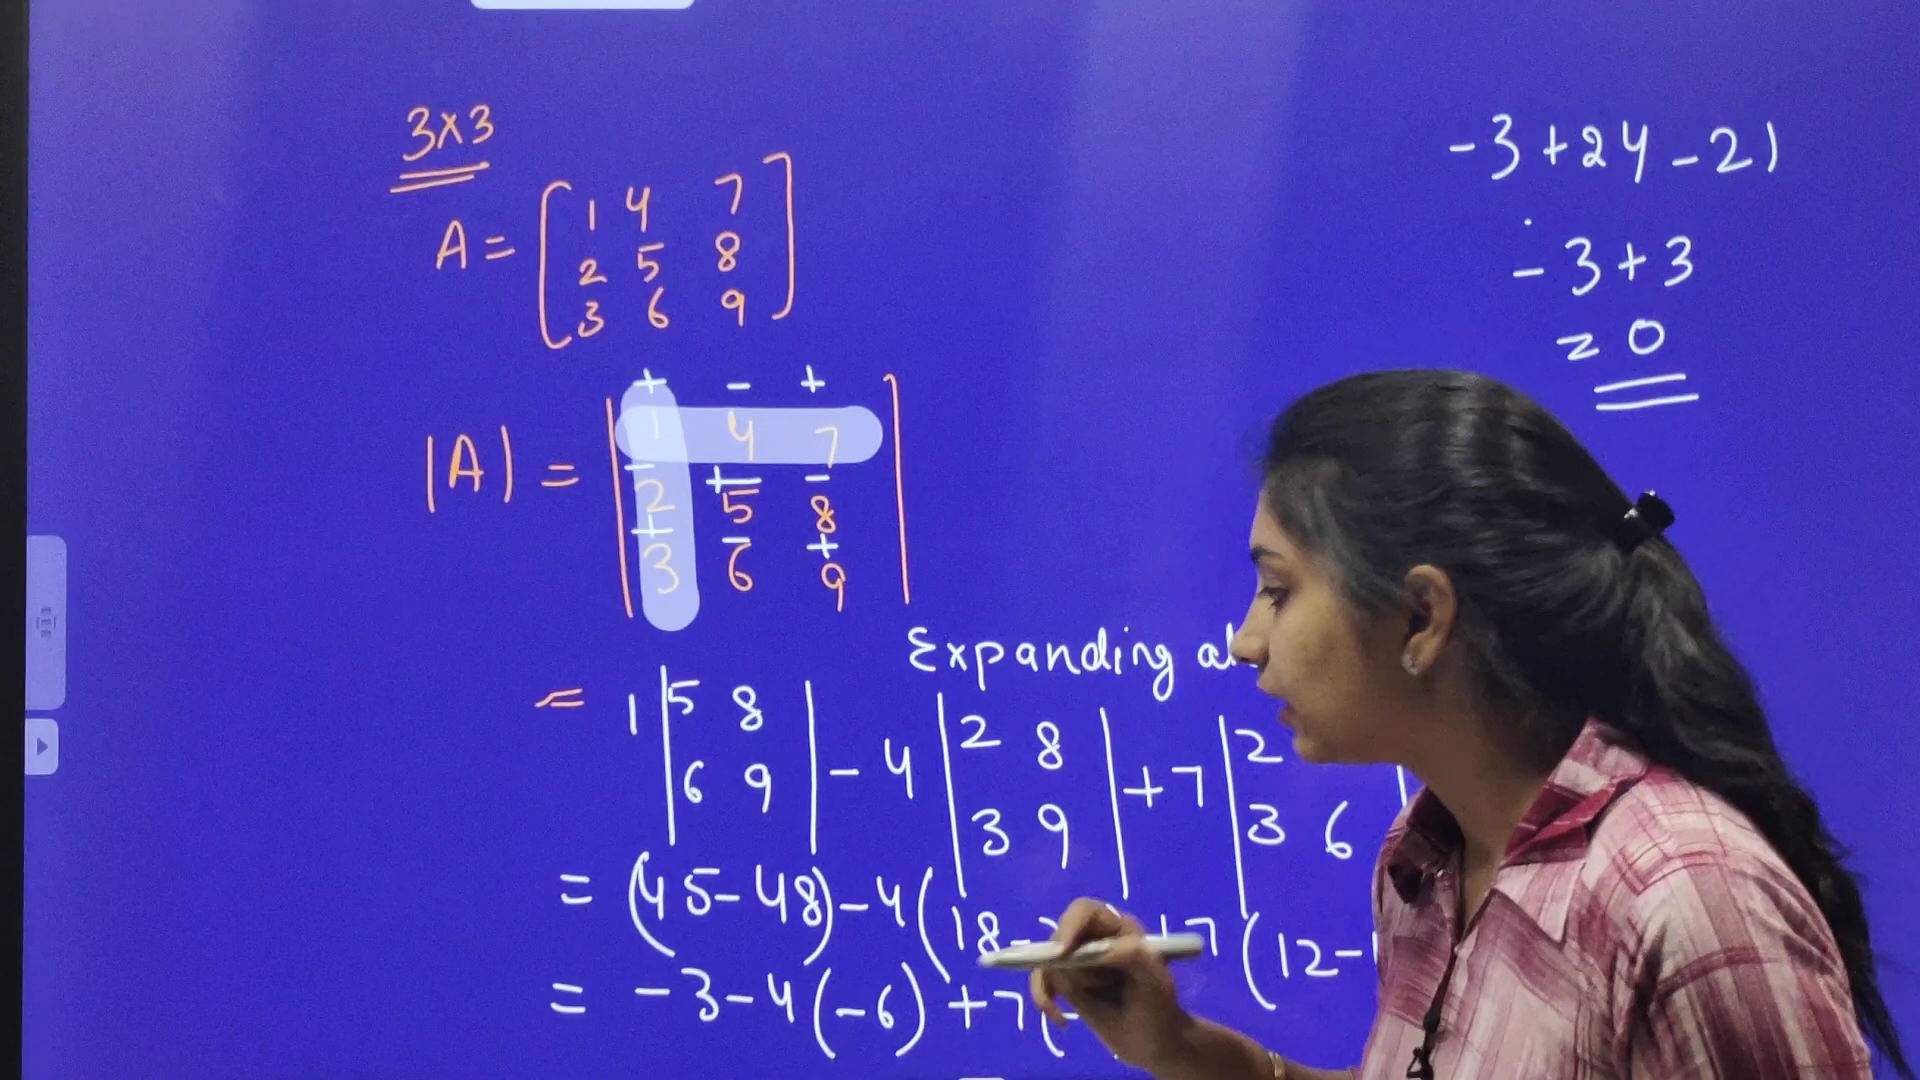 3x3
A = [ 1 4 7
2 5 8
3 6 9 ]
+ - +
|A| = | 1 4 7
- + -
2 5 8
+ - +
3 6 9 |
Expanding
= 1 | 5 8 | - 4 | 2 8 | + 7 | 2
6 9 3 9 3 6
= (45-48) -4 (18- +7 (12-
= -3-4(-6) +7(-
-3+24-21
-3+3
= 0